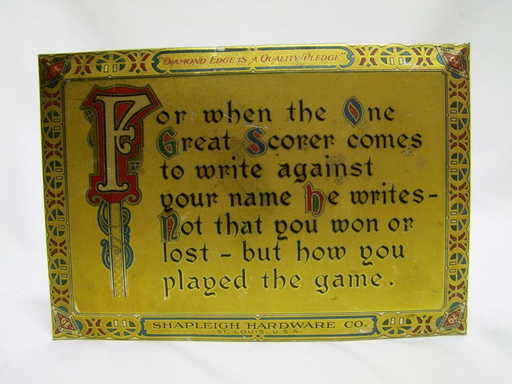 "DIAMOND EDGE IS A QUALITY PLEDGE"
For when the One
Great Scorer comes
to write against
your name he writes-
Not that you won or
lost - but how you
played the game.
SHAPLEIGH HARDWARE CO.
ST. LOUIS, U.S.A.